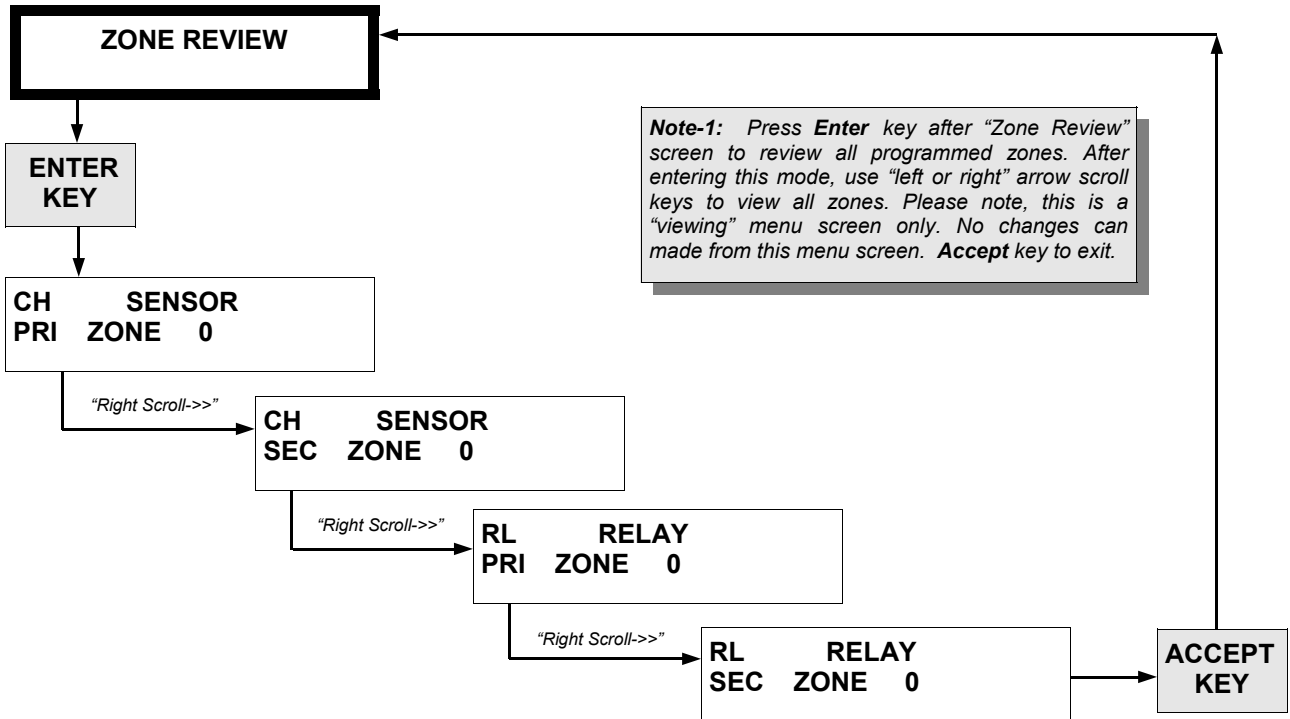 ZONE REVIEW
Note-1: Press Enter key after “Zone Review”
screen to review all programmed zones. After
entering this mode, use “left or right” arrow scroll
keys to view all zones. Please note, this is a
“viewing” menu screen only. No changes can
made from this menu screen. Accept key to exit.
ENTER
KEY
CH SENSOR
PRI ZONE 0
“Right Scroll->>”
CH SENSOR
SEC ZONE 0
“Right Scroll->>”
RL RELAY
PRI ZONE 0
“Right Scroll->>”
RL RELAY
SEC ZONE 0
ACCEPT
KEY